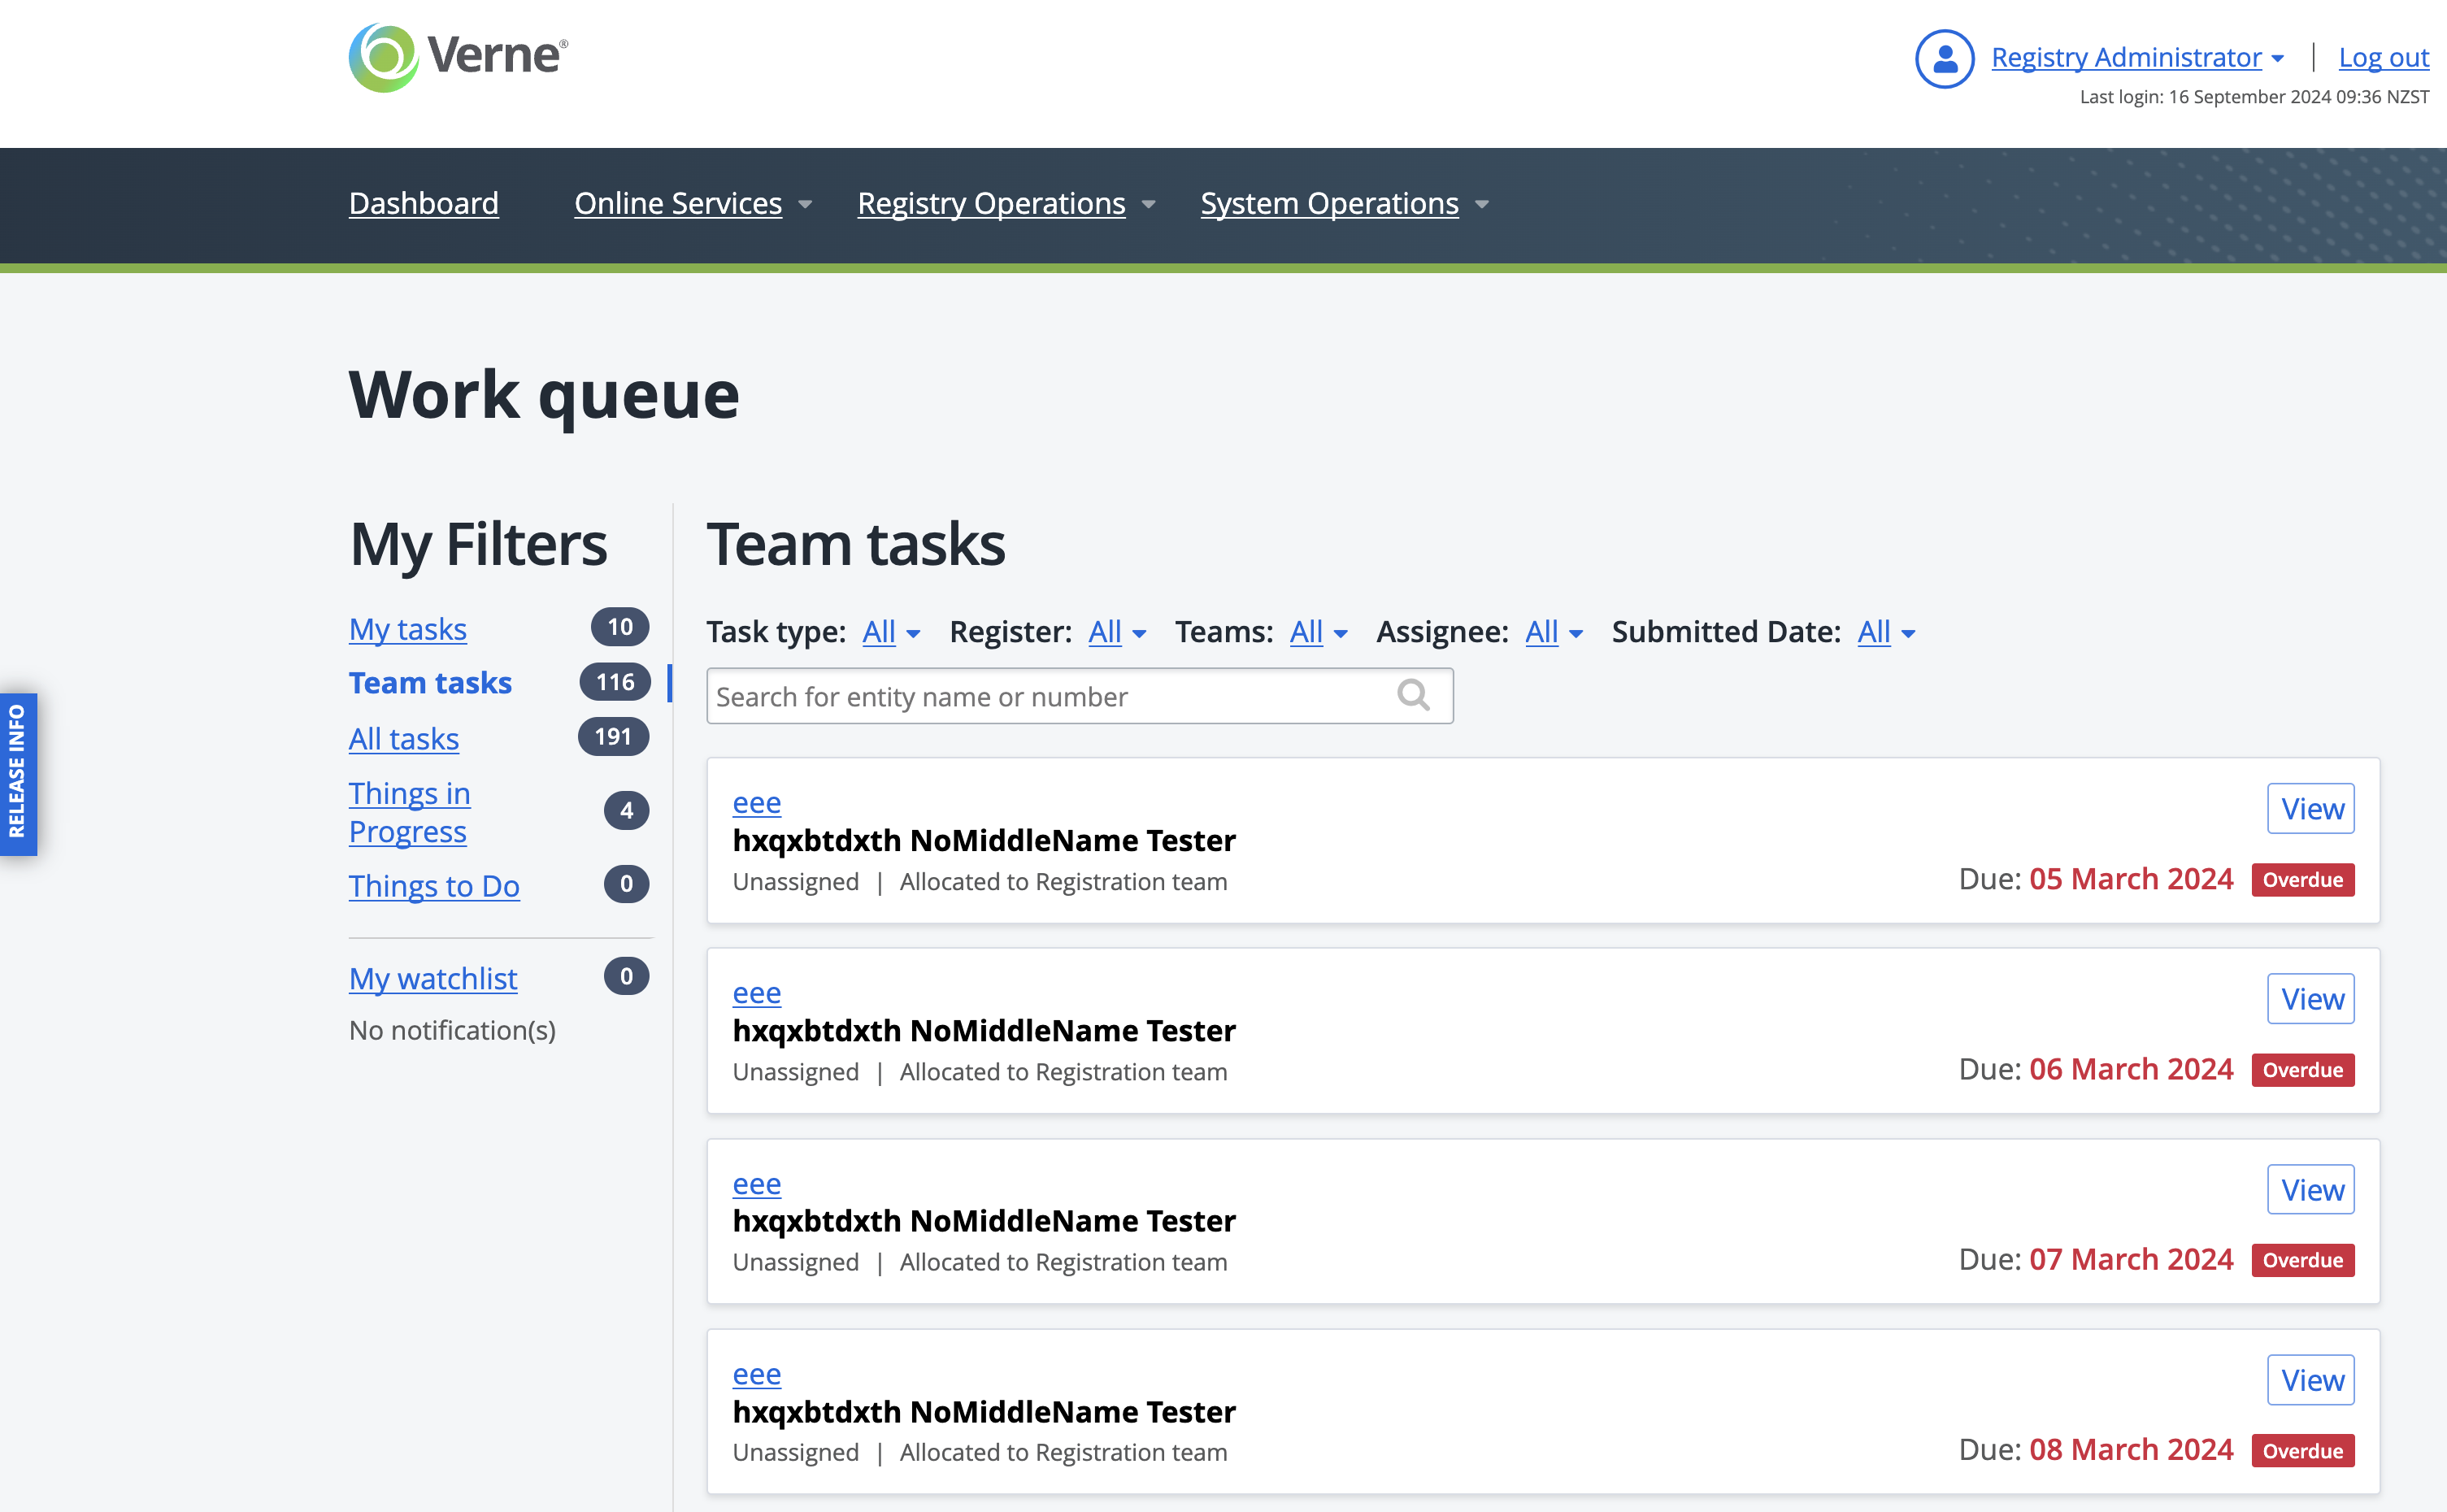 Verne®
Registry Administrator
Log out
Last login: 16 September 2024 09:36 NZST
Dashboard
Online Services
Registry Operations
System Operations
Work queue
RELEASE INFO
My Filters
My tasks 10
Team tasks 116
All tasks 191
Things in
Progress 4
Things to Do 0
My watchlist 0
No notification(s)
Team tasks
Task type: All Register: All Teams: All Assignee: All Submitted Date: All
Search for entity name or number
eee
View
hxqxbtdxth NoMiddleName Tester
Unassigned | Allocated to Registration team
Due: 05 March 2024 Overdue
eee
View
hxqxbtdxth NoMiddleName Tester
Unassigned | Allocated to Registration team
Due: 06 March 2024 Overdue
eee
View
hxqxbtdxth NoMiddleName Tester
Unassigned | Allocated to Registration team
Due: 07 March 2024 Overdue
eee
View
hxqxbtdxth NoMiddleName Tester
Unassigned | Allocated to Registration team
Due: 08 March 2024 Overdue